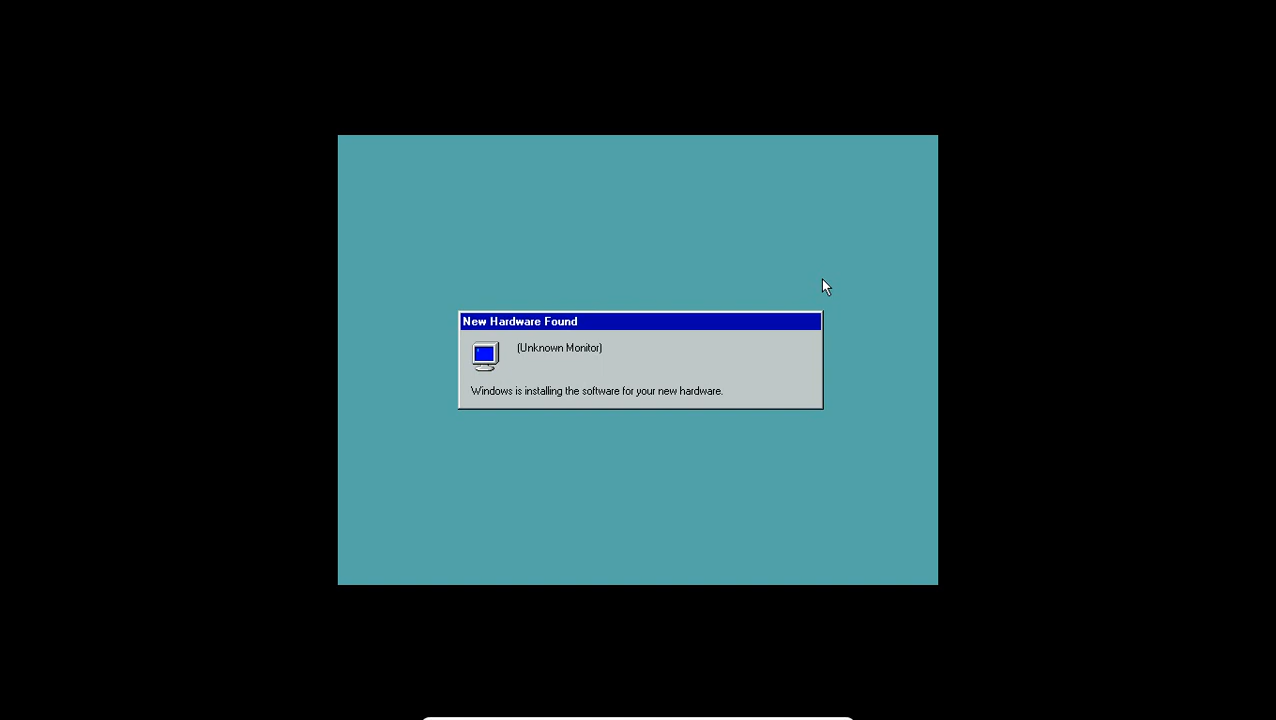 New Hardware Found
(Unknown Monitor)
Windows is installing the software for your new hardware.